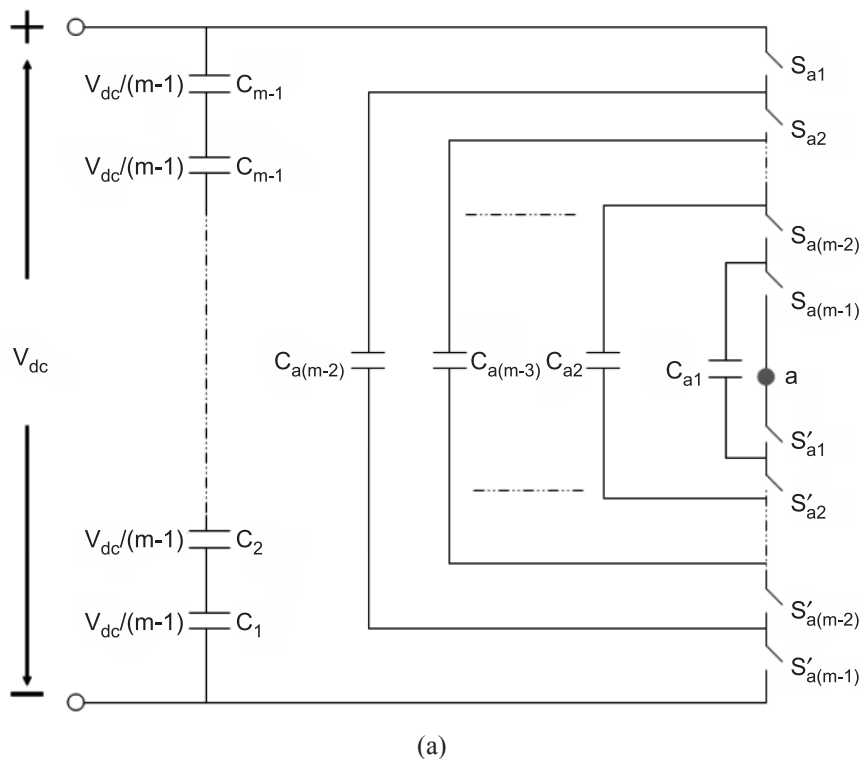 +
S_a1
V_dc/(m-1) C_m-1
S_a2
V_dc/(m-1) C_m-1
S_a(m-2)
S_a(m-1)
V_dc
C_a(m-2)
C_a(m-3)
C_a2
C_a1
a
S'_a1
S'_a2
V_dc/(m-1) C_2
V_dc/(m-1) C_1
S'_a(m-2)
S'_a(m-1)
−
(a)